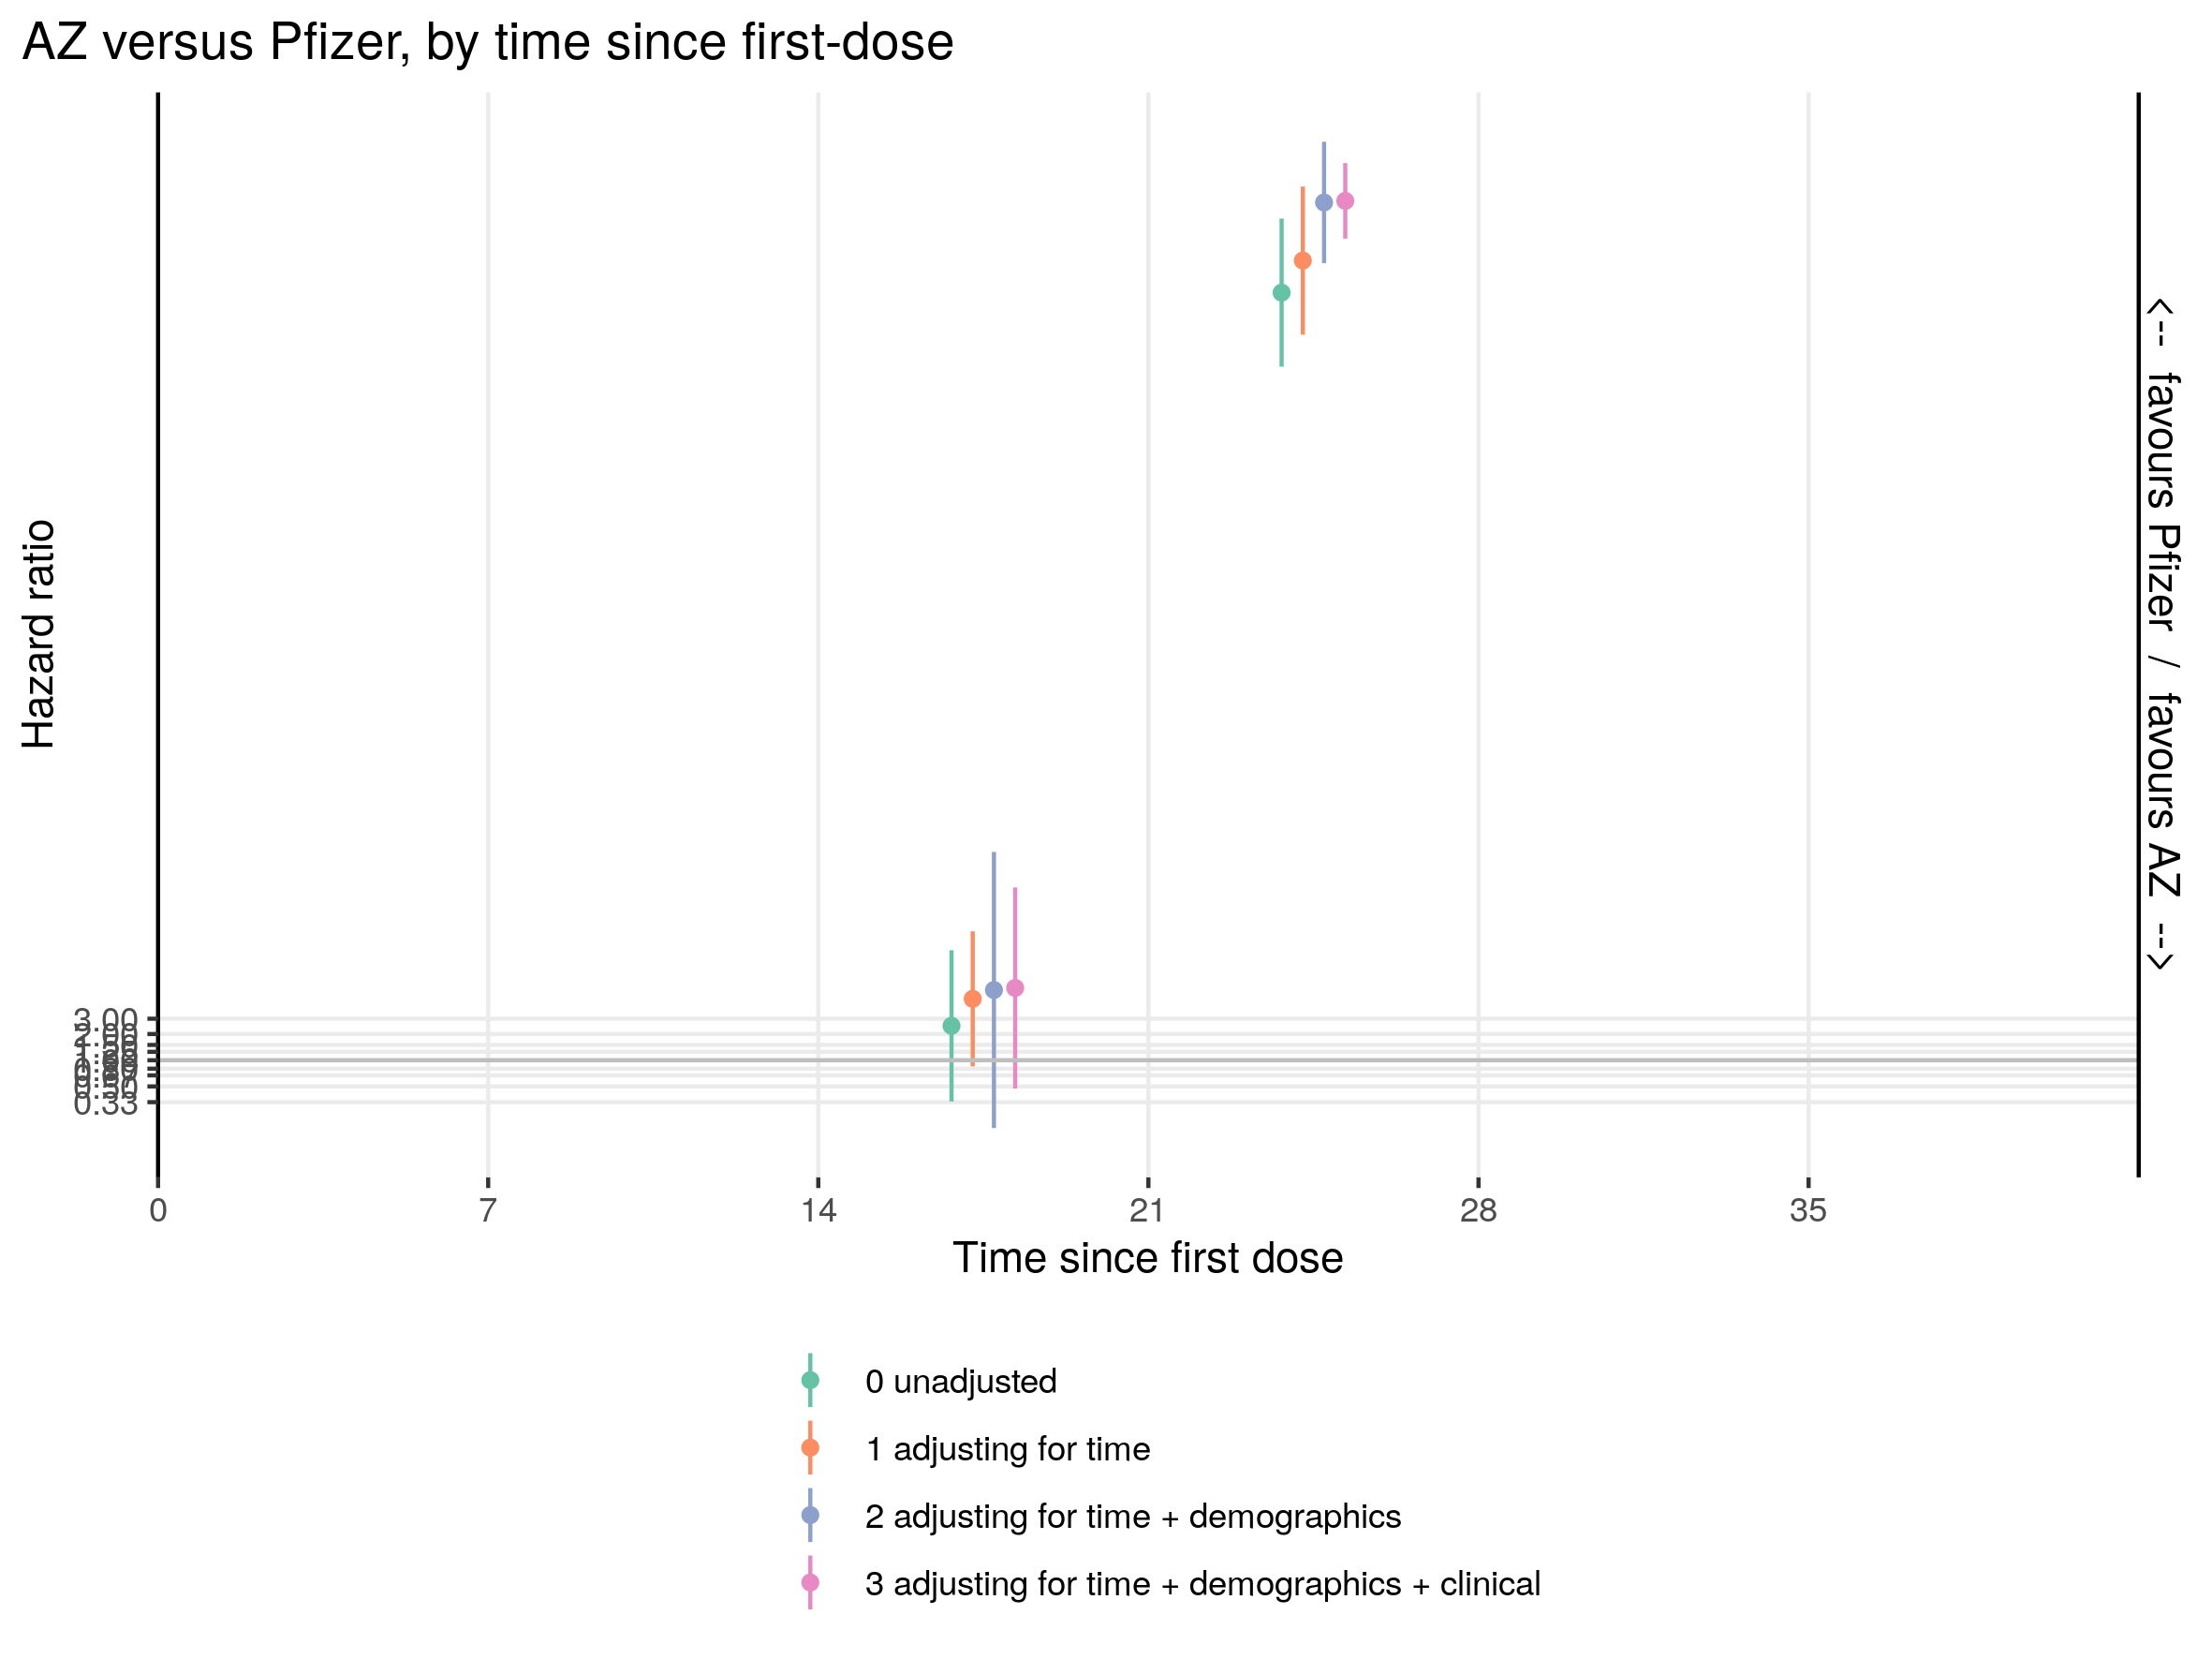 AZ versus Pfizer, by time since first-dose
Hazard ratio
3.00
0.33
0
7
14
21
28
35
Time since first dose
<-- favours Pfizer / favours AZ -->
0 unadjusted
1 adjusting for time
2 adjusting for time + demographics
3 adjusting for time + demographics + clinical